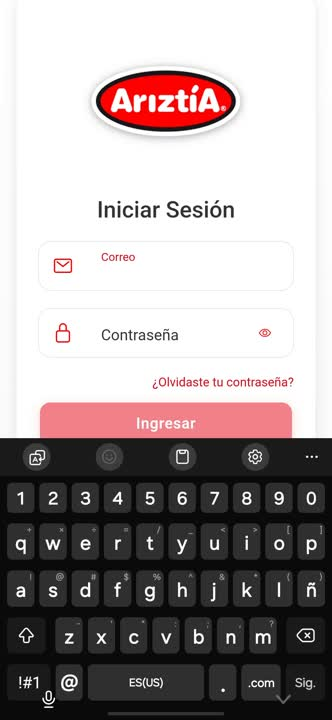 ArıztíA®
Iniciar Sesión
Correo
Contraseña
¿Olvidaste tu contraseña?
Ingresar
1 2 3 4 5 6 7 8 9 0
q w e r t y u i o p
a s d f g h j k l ñ
z x c v b n m
!#1 @ ES(US) . .com Sig.